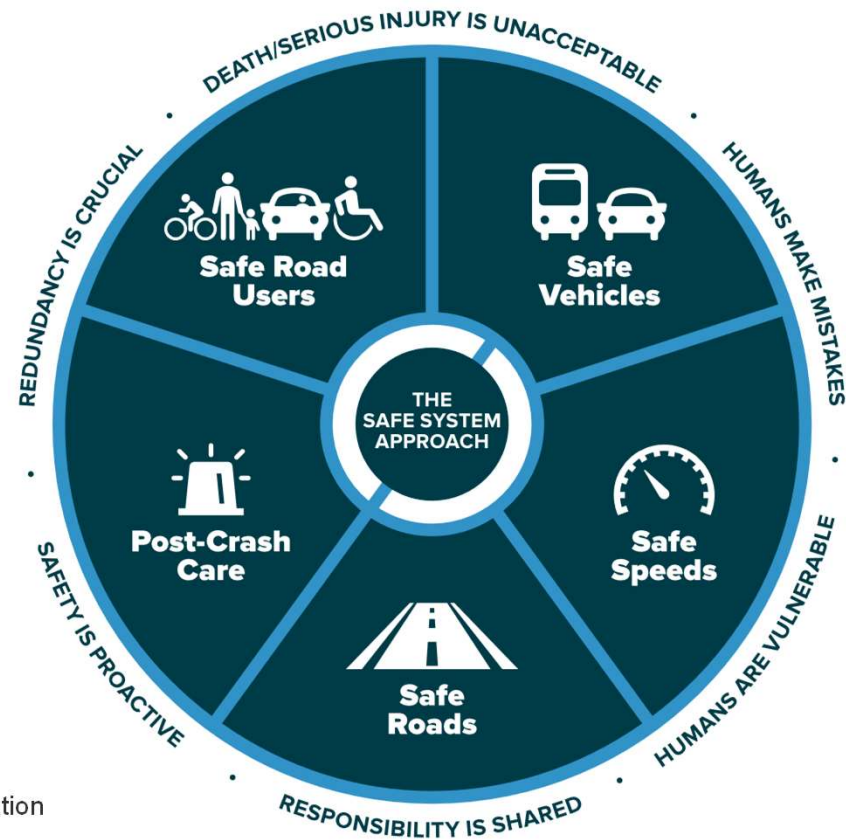 DEATH/SERIOUS INJURY IS UNACCEPTABLE
HUMANS MAKE MISTAKES
HUMANS ARE VULNERABLE
RESPONSIBILITY IS SHARED
SAFETY IS PROACTIVE
REDUNDANCY IS CRUCIAL
Safe Road
Users
Safe
Vehicles
THE
SAFE SYSTEM
APPROACH
Post-Crash
Care
Safe
Speeds
Safe
Roads
tion